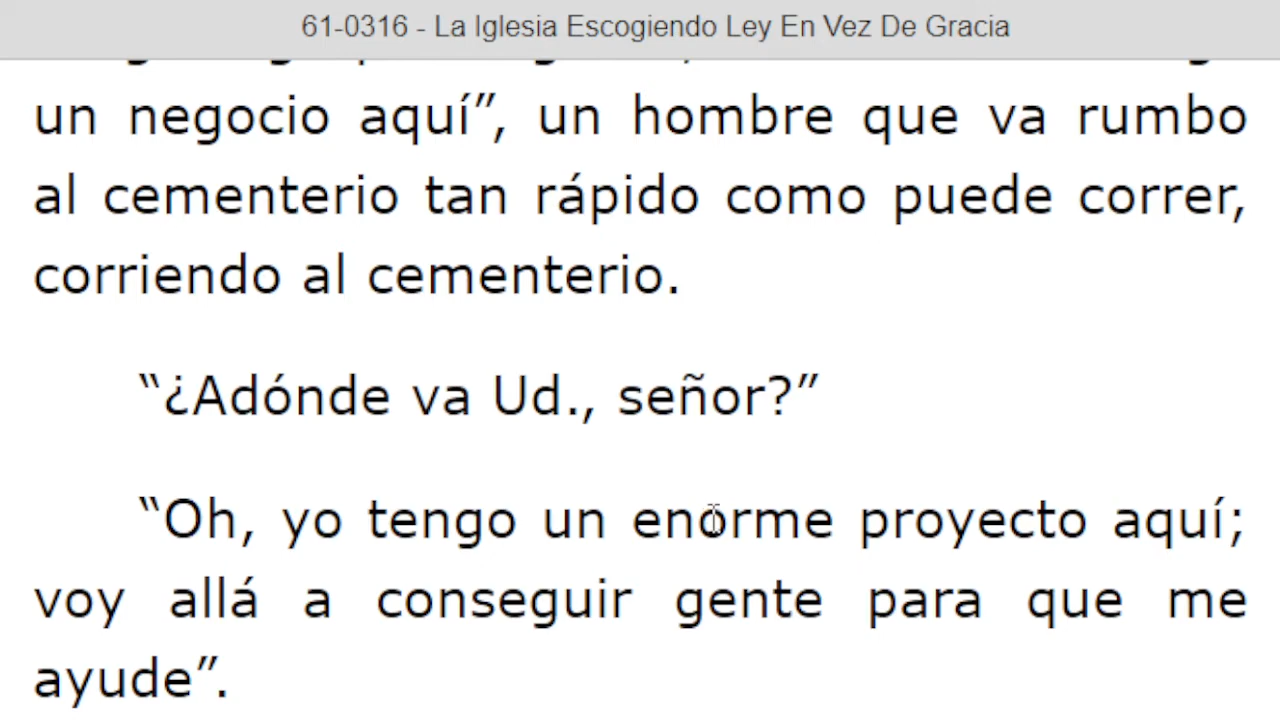 61-0316 - La Iglesia Escogiendo Ley En Vez De Gracia
un negocio aquí”, un hombre que va rumbo
al cementerio tan rápido como puede correr,
corriendo al cementerio.
“¿Adónde va Ud., señor?”
“Oh, yo tengo un enorme proyecto aquí;
voy allá a conseguir gente para que me
ayude”.